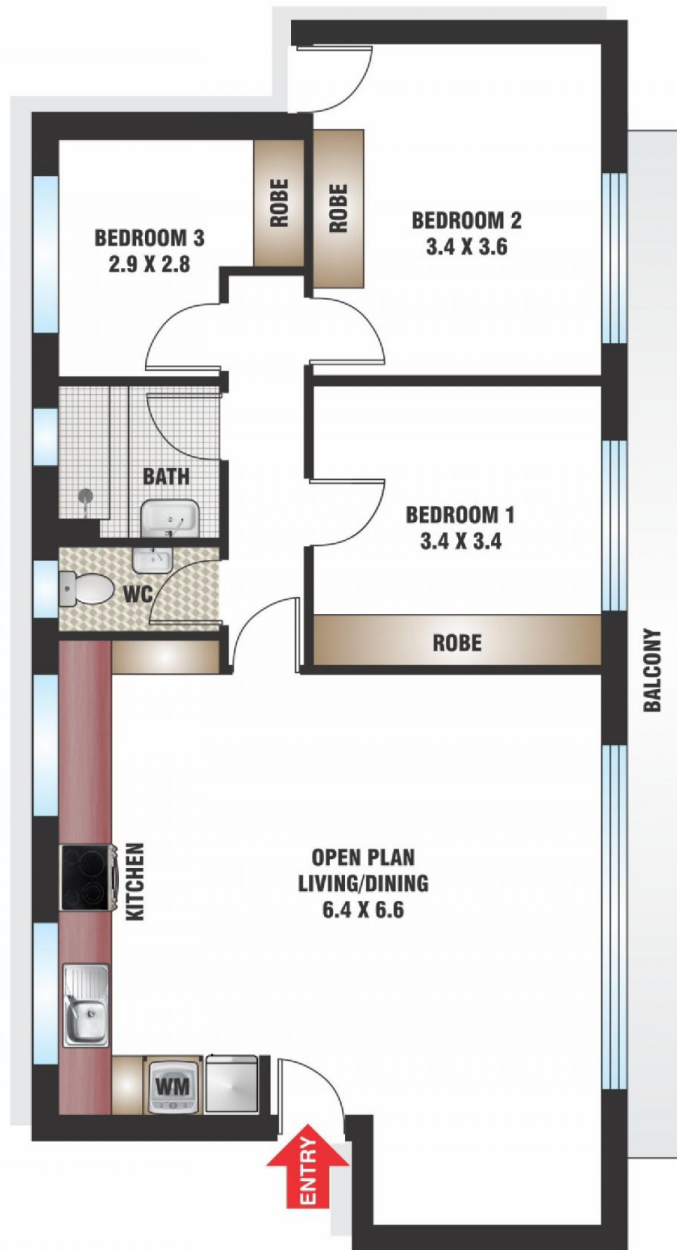 ROBE
ROBE
BEDROOM 3
2.9 X 2.8
BEDROOM 2
3.4 X 3.6
BATH
BEDROOM 1
3.4 X 3.4
WC
ROBE
BALCONY
KITCHEN
OPEN PLAN
LIVING/DINING
6.4 X 6.6
WM
ENTRY